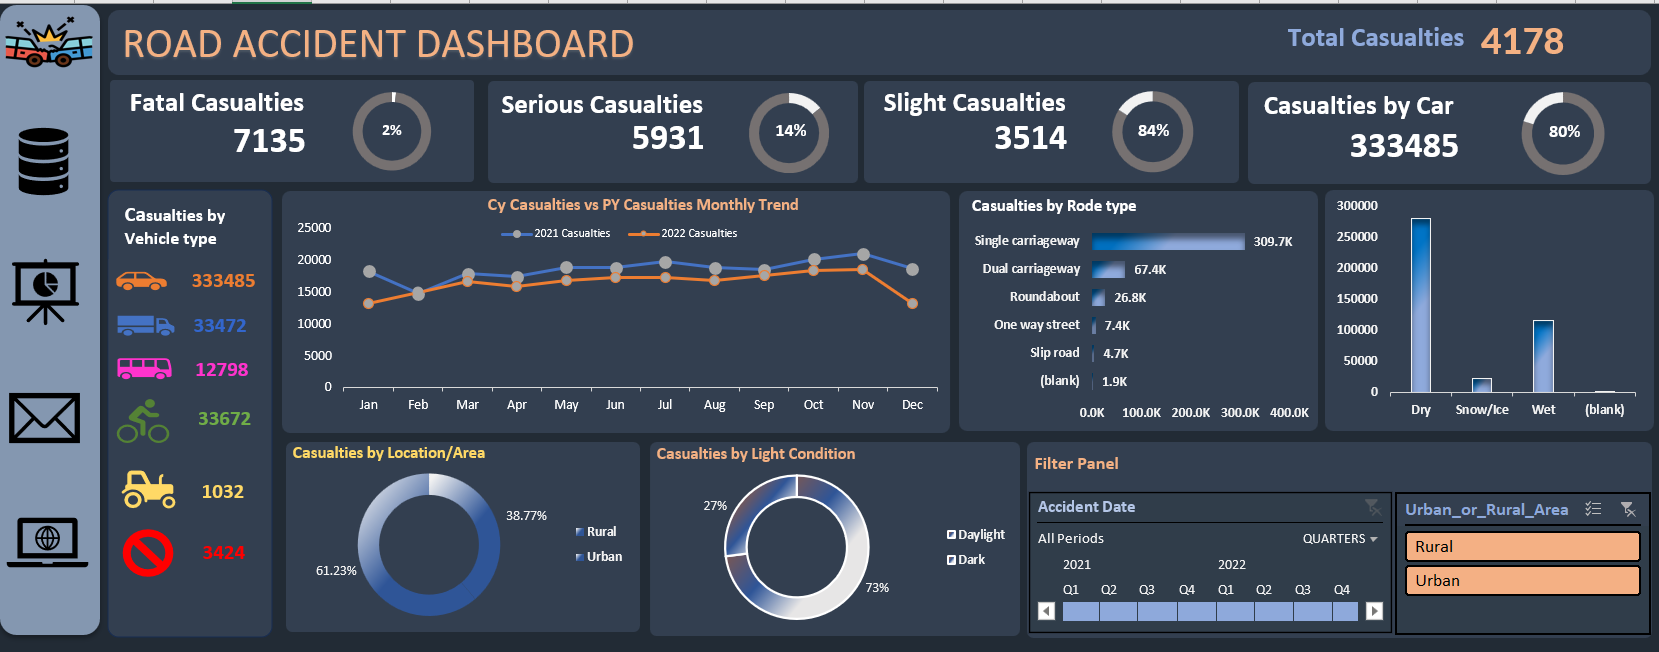 ROAD ACCIDENT DASHBOARD
Total Casualties 4178
Fatal Casualties
7135
2%
Serious Casualties
5931
14%
Slight Casualties
3514
84%
Casualties by Car
333485
80%
Casualties by
Vehicle type
333485
33472
12798
33672
1032
3424
Cy Casualties vs PY Casualties Monthly Trend
2021 Casualties 2022 Casualties
25000
20000
15000
10000
5000
0
Jan Feb Mar Apr May Jun Jul Aug Sep Oct Nov Dec
Casualties by Rode type
Single carriageway 309.7K
Dual carriageway 67.4K
Roundabout 26.8K
One way street 7.4K
Slip road 4.7K
(blank) 1.9K
0.0K 100.0K 200.0K 300.0K 400.0K
300000
250000
200000
150000
100000
50000
0
Dry Snow/Ice Wet (blank)
Casualties by Location/Area
38.77%
61.23%
Rural
Urban
Casualties by Light Condition
27%
73%
Daylight
Dark
Filter Panel
Accident Date
All Periods QUARTERS
2021 2022
Q1 Q2 Q3 Q4 Q1 Q2 Q3 Q4
Urban_or_Rural_Area
Rural
Urban